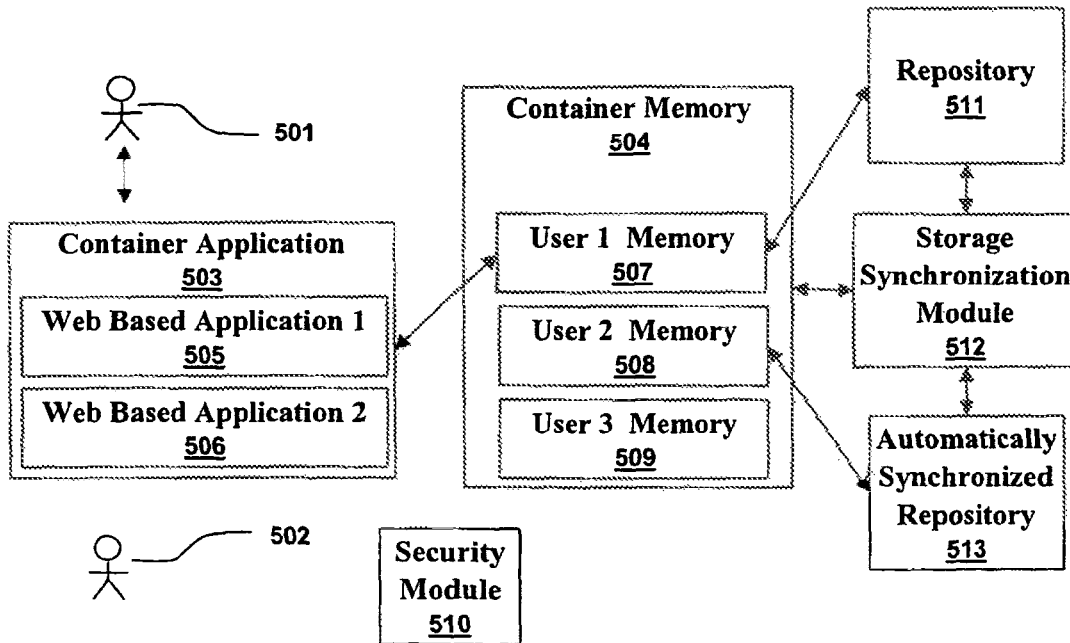 501
Container Application
503
Web Based Application 1
505
Web Based Application 2
506
502
Security
Module
510
Container Memory
504
User 1 Memory
507
User 2 Memory
508
User 3 Memory
509
Repository
511
Storage
Synchronization
Module
512
Automatically
Synchronized
Repository
513